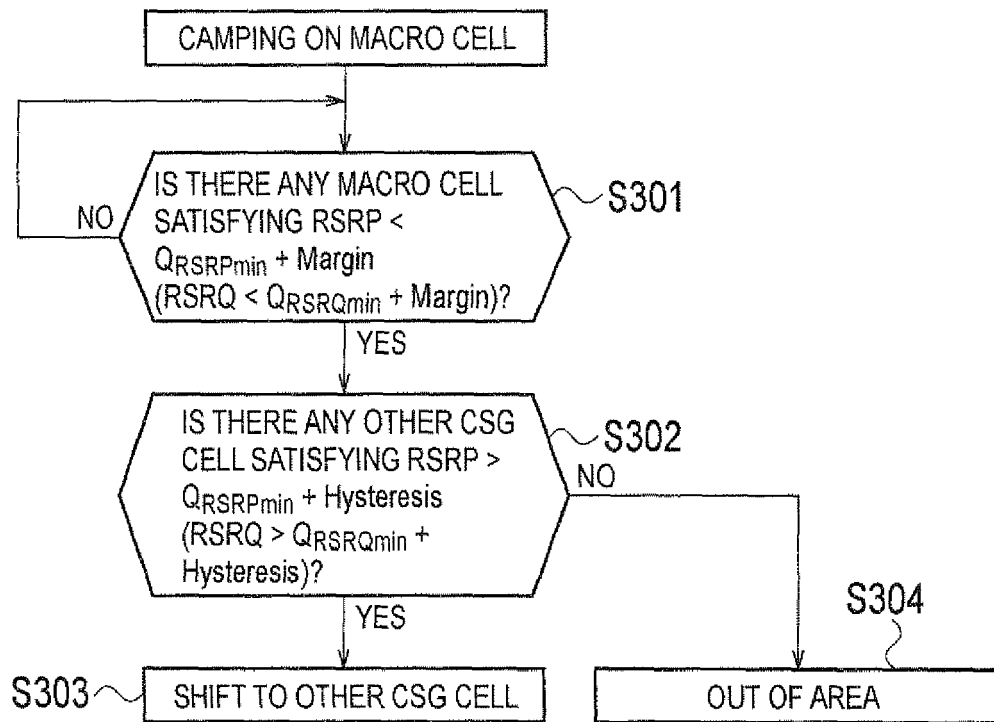 CAMPING ON MACRO CELL
IS THERE ANY MACRO CELL
SATISFYING RSRP <
QRSRPmin + Margin
(RSRQ < QRSRQmin + Margin)?
S301
NO
YES
IS THERE ANY OTHER CSG
CELL SATISFYING RSRP >
QRSRPmin + Hysteresis
(RSRQ > QRSRQmin +
Hysteresis)?
S302
NO
YES
S303
SHIFT TO OTHER CSG CELL
S304
OUT OF AREA